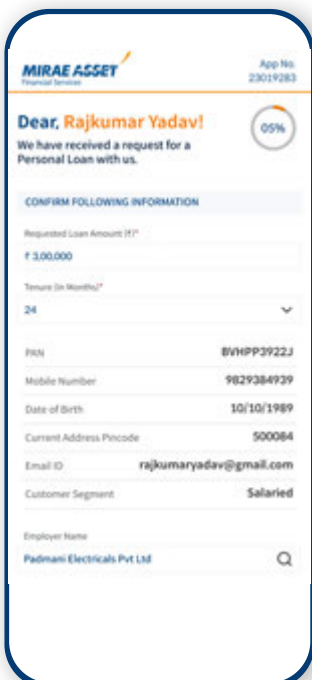 MIRAE ASSET
Financial Services
App No.
23019283
Dear, Rajkumar Yadav!
We have received a request for a
Personal Loan with us.
05%
CONFIRM FOLLOWING INFORMATION
Requested Loan Amount (₹)*
₹ 3,00,000
Tenure (in Months)*
24
PAN BVHPP3922J
Mobile Number 9829384939
Date of Birth 10/10/1989
Current Address Pincode 500084
Email ID rajkumaryadav@gmail.com
Customer Segment Salaried
Employer Name
Padmani Electricals Pvt Ltd